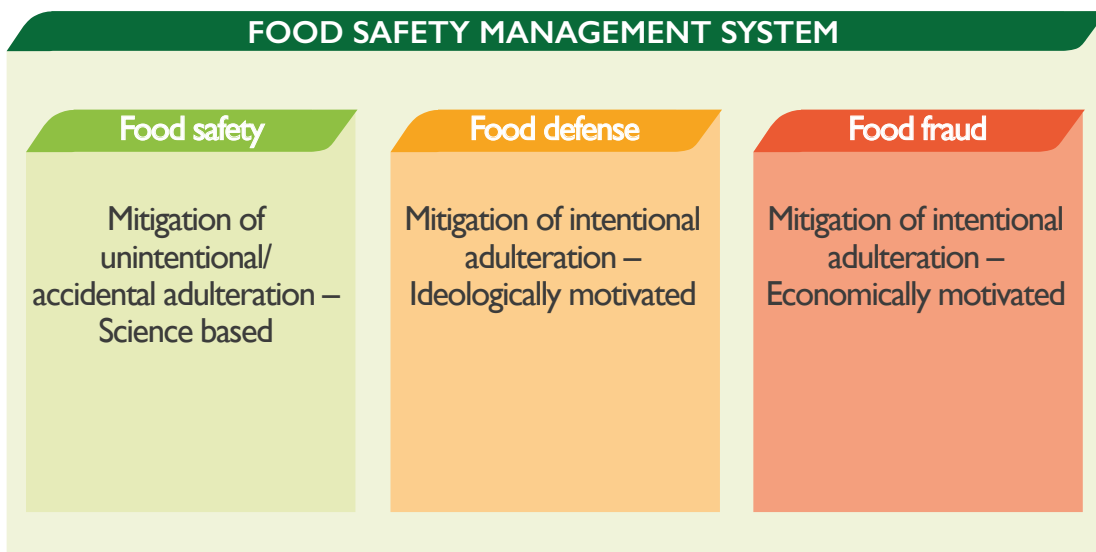 FOOD SAFETY MANAGEMENT SYSTEM
Food safety
Mitigation of
unintentional/
accidental adulteration –
Science based
Food defense
Mitigation of intentional
adulteration –
Ideologically motivated
Food fraud
Mitigation of intentional
adulteration –
Economically motivated